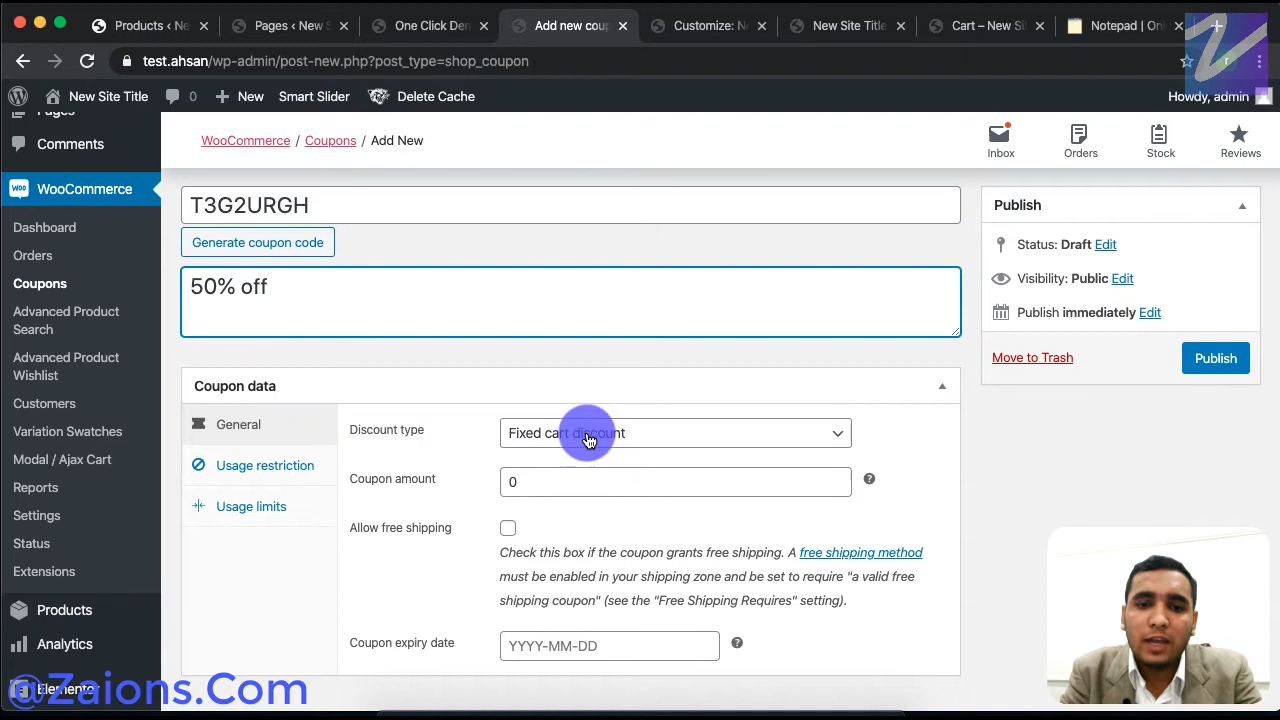 Products ‹ Ne
Pages ‹ New S
One Click Den
Add new coup
Customize: N
New Site Title
Cart – New Si
Notepad | Onl
test.ahsan/wp-admin/post-new.php?post_type=shop_coupon
New Site Title
0
New
Smart Slider
Delete Cache
Howdy, admin
Pages
Comments
WooCommerce
Dashboard
Orders
Coupons
Advanced Product
Search
Advanced Product
Wishlist
Customers
Variation Swatches
Modal / Ajax Cart
Reports
Settings
Status
Extensions
Products
Analytics
Elementor
@Zaions.Com
WooCommerce / Coupons / Add New
Inbox
Orders
Stock
Reviews
T3G2URGH
Generate coupon code
50% off
Coupon data
General
Usage restriction
Usage limits
Discount type
Fixed cart discount
Coupon amount
0
Allow free shipping
Check this box if the coupon grants free shipping. A free shipping method
must be enabled in your shipping zone and be set to require "a valid free
shipping coupon" (see the "Free Shipping Requires" setting).
Coupon expiry date
YYYY-MM-DD
Publish
Status: Draft Edit
Visibility: Public Edit
Publish immediately Edit
Move to Trash
Publish